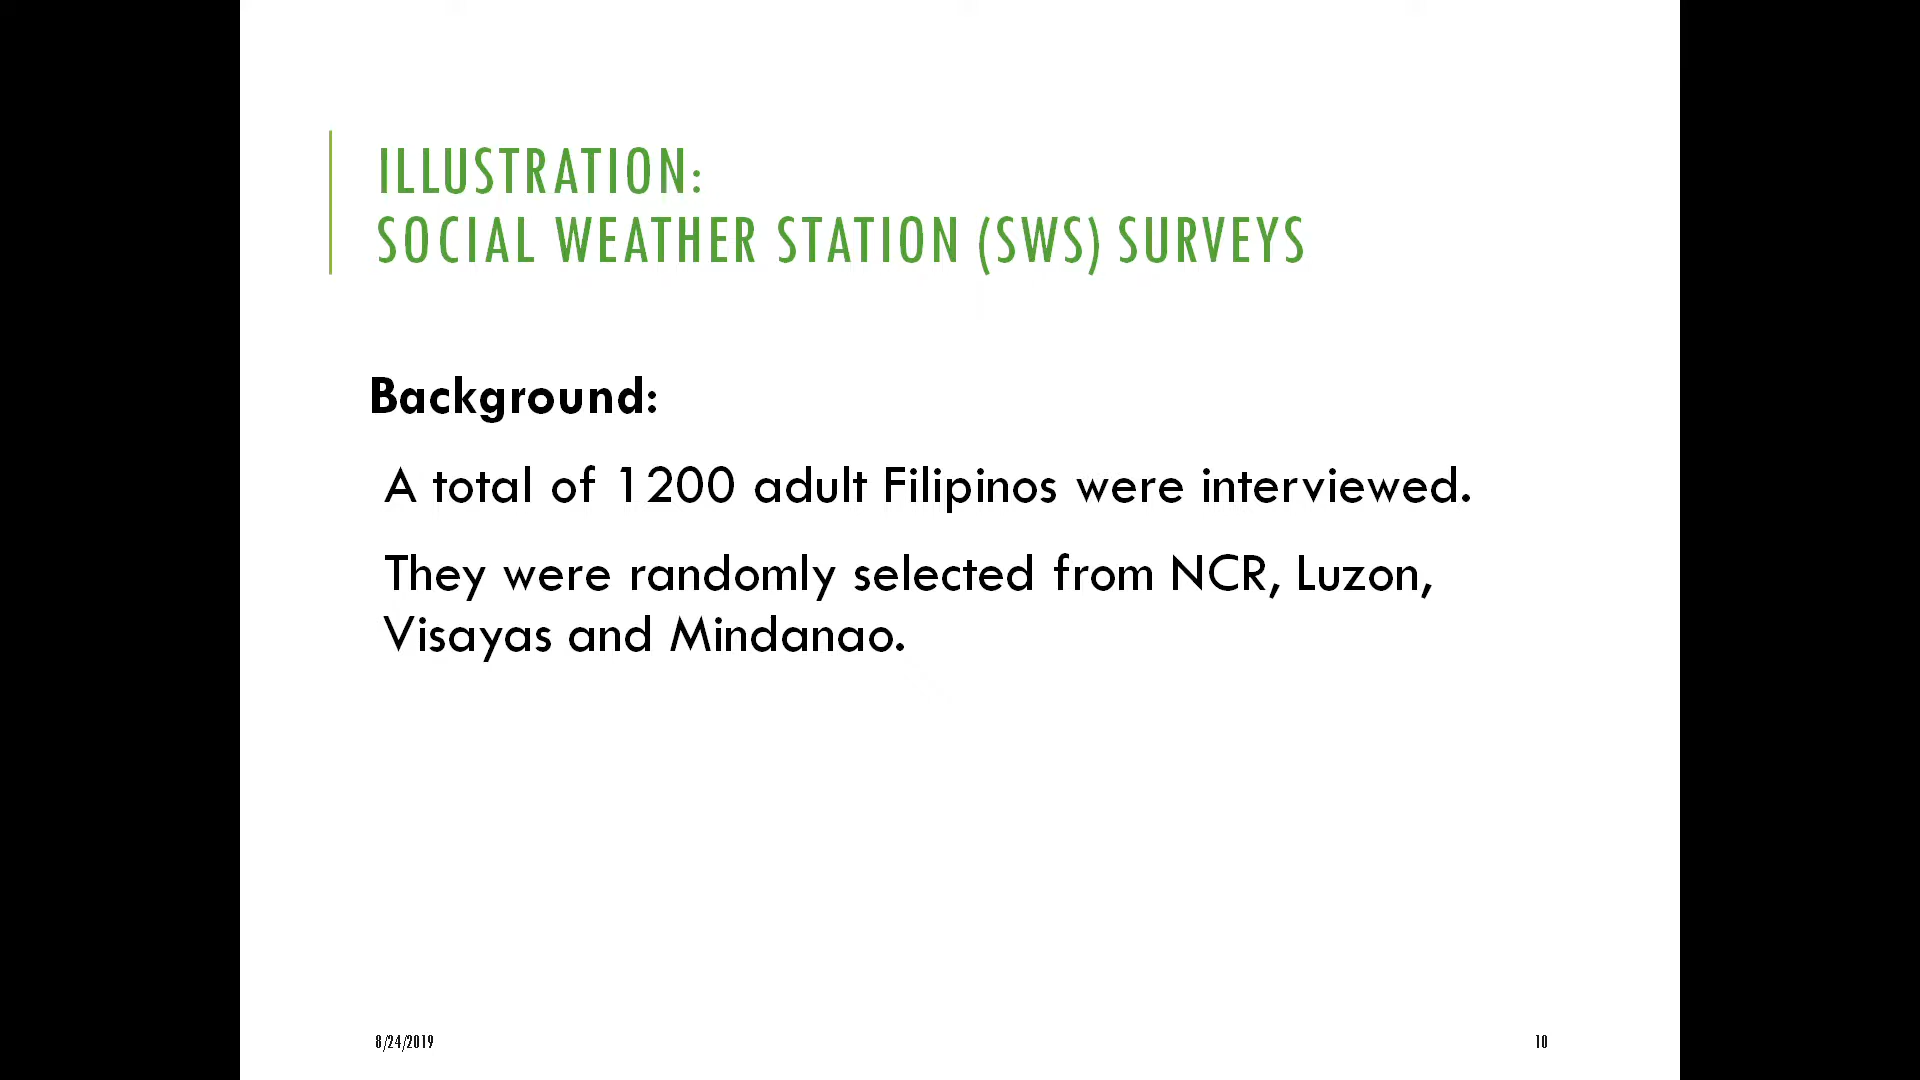 ILLUSTRATION:
SOCIAL WEATHER STATION (SWS) SURVEYS
Background:
A total of 1200 adult Filipinos were interviewed.
They were randomly selected from NCR, Luzon,
Visayas and Mindanao.
8/24/2019
10